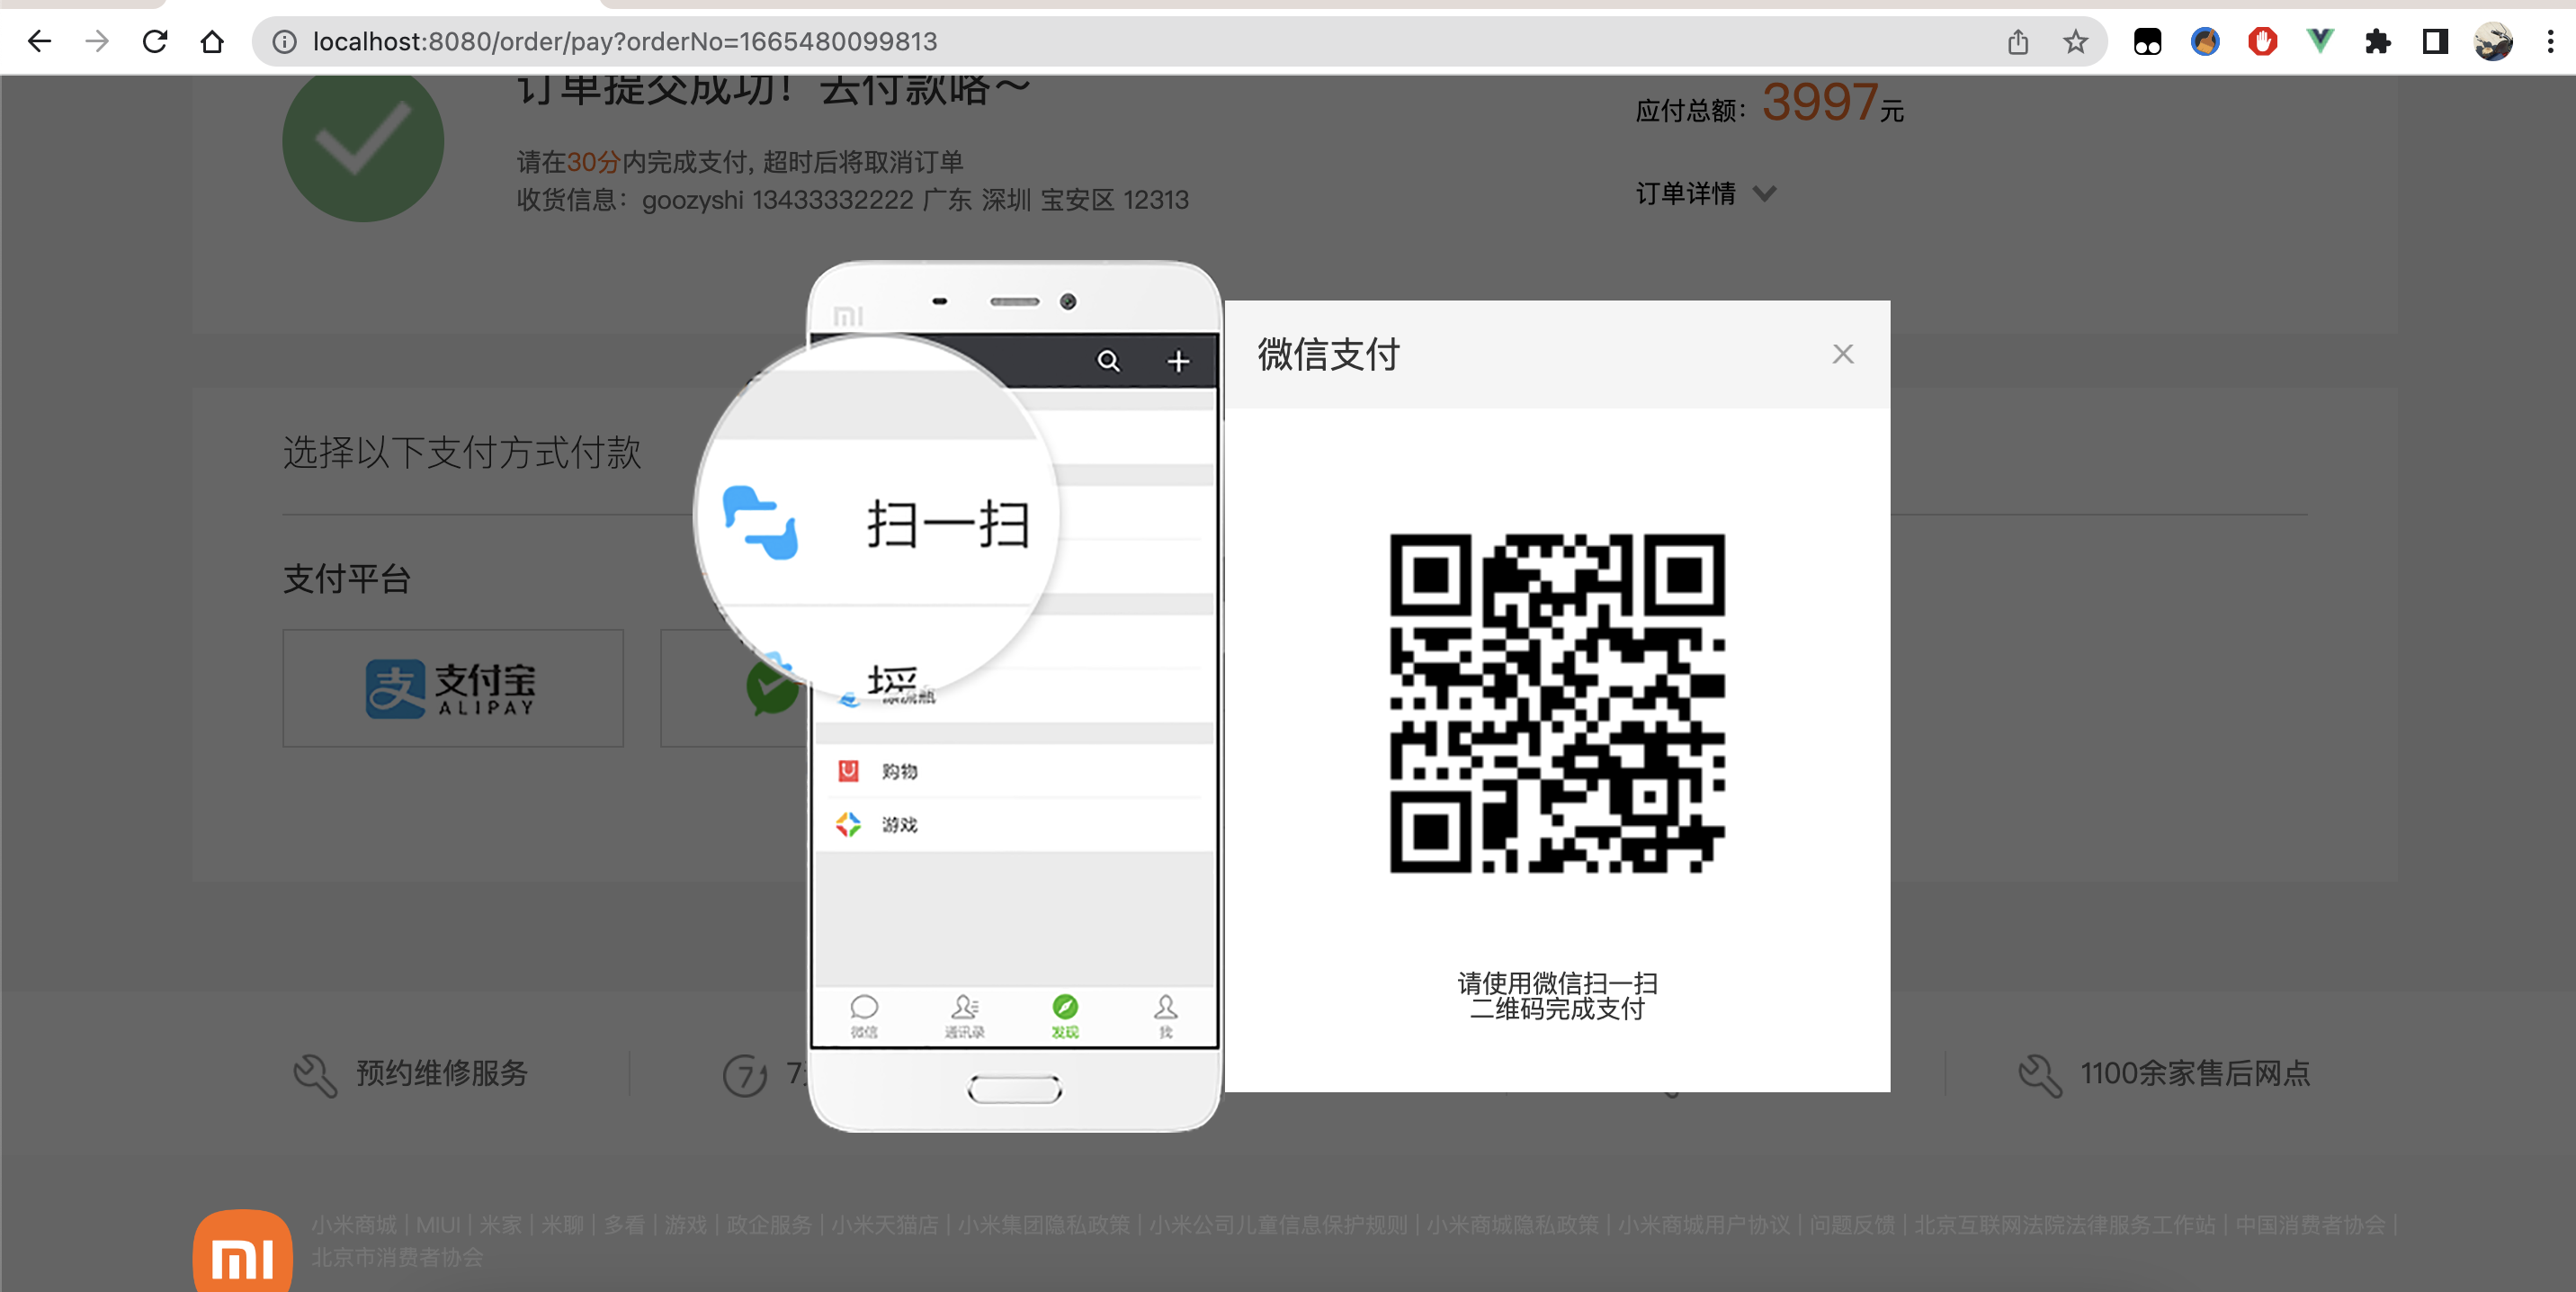 localhost:8080/order/pay?orderNo=1665480099813
订单提交成功！去付款咯～
请在30分内完成支付, 超时后将取消订单
收货信息：goozyshi 13433332222 广东 深圳 宝安区 12313
应付总额：3997元
订单详情
选择以下支付方式付款
支付平台
支付宝
ALIPAY
mi
扫一扫
购物
游戏
微信
通讯录
发现
我
微信支付
请使用微信扫一扫
二维码完成支付
预约维修服务
7
1100余家售后网点
mi
小米商城 | MIUI | 米家 | 米聊 | 多看 | 游戏 | 政企服务 | 小米天猫店 | 小米集团隐私政策 | 小米公司儿童信息保护规则 | 小米商城隐私政策 | 小米商城用户协议 | 问题反馈 | 北京互联网法院法律服务工作站 | 中国消费者协会 |
北京市消费者协会